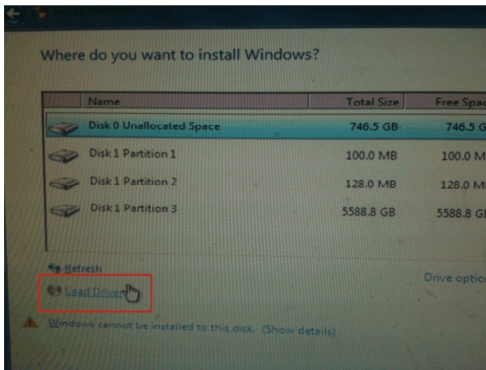 Where do you want to install Windows?
Name Total Size Free Spac
Disk 0 Unallocated Space 746.5 GB 746.5 G
Disk 1 Partition 1 100.0 MB 100.0 M
Disk 1 Partition 2 128.0 MB 128.0 M
Disk 1 Partition 3 5588.8 GB 5588.8 G
Refresh
Load Driver
Drive optio
Windows cannot be installed to this disk. (Show details)